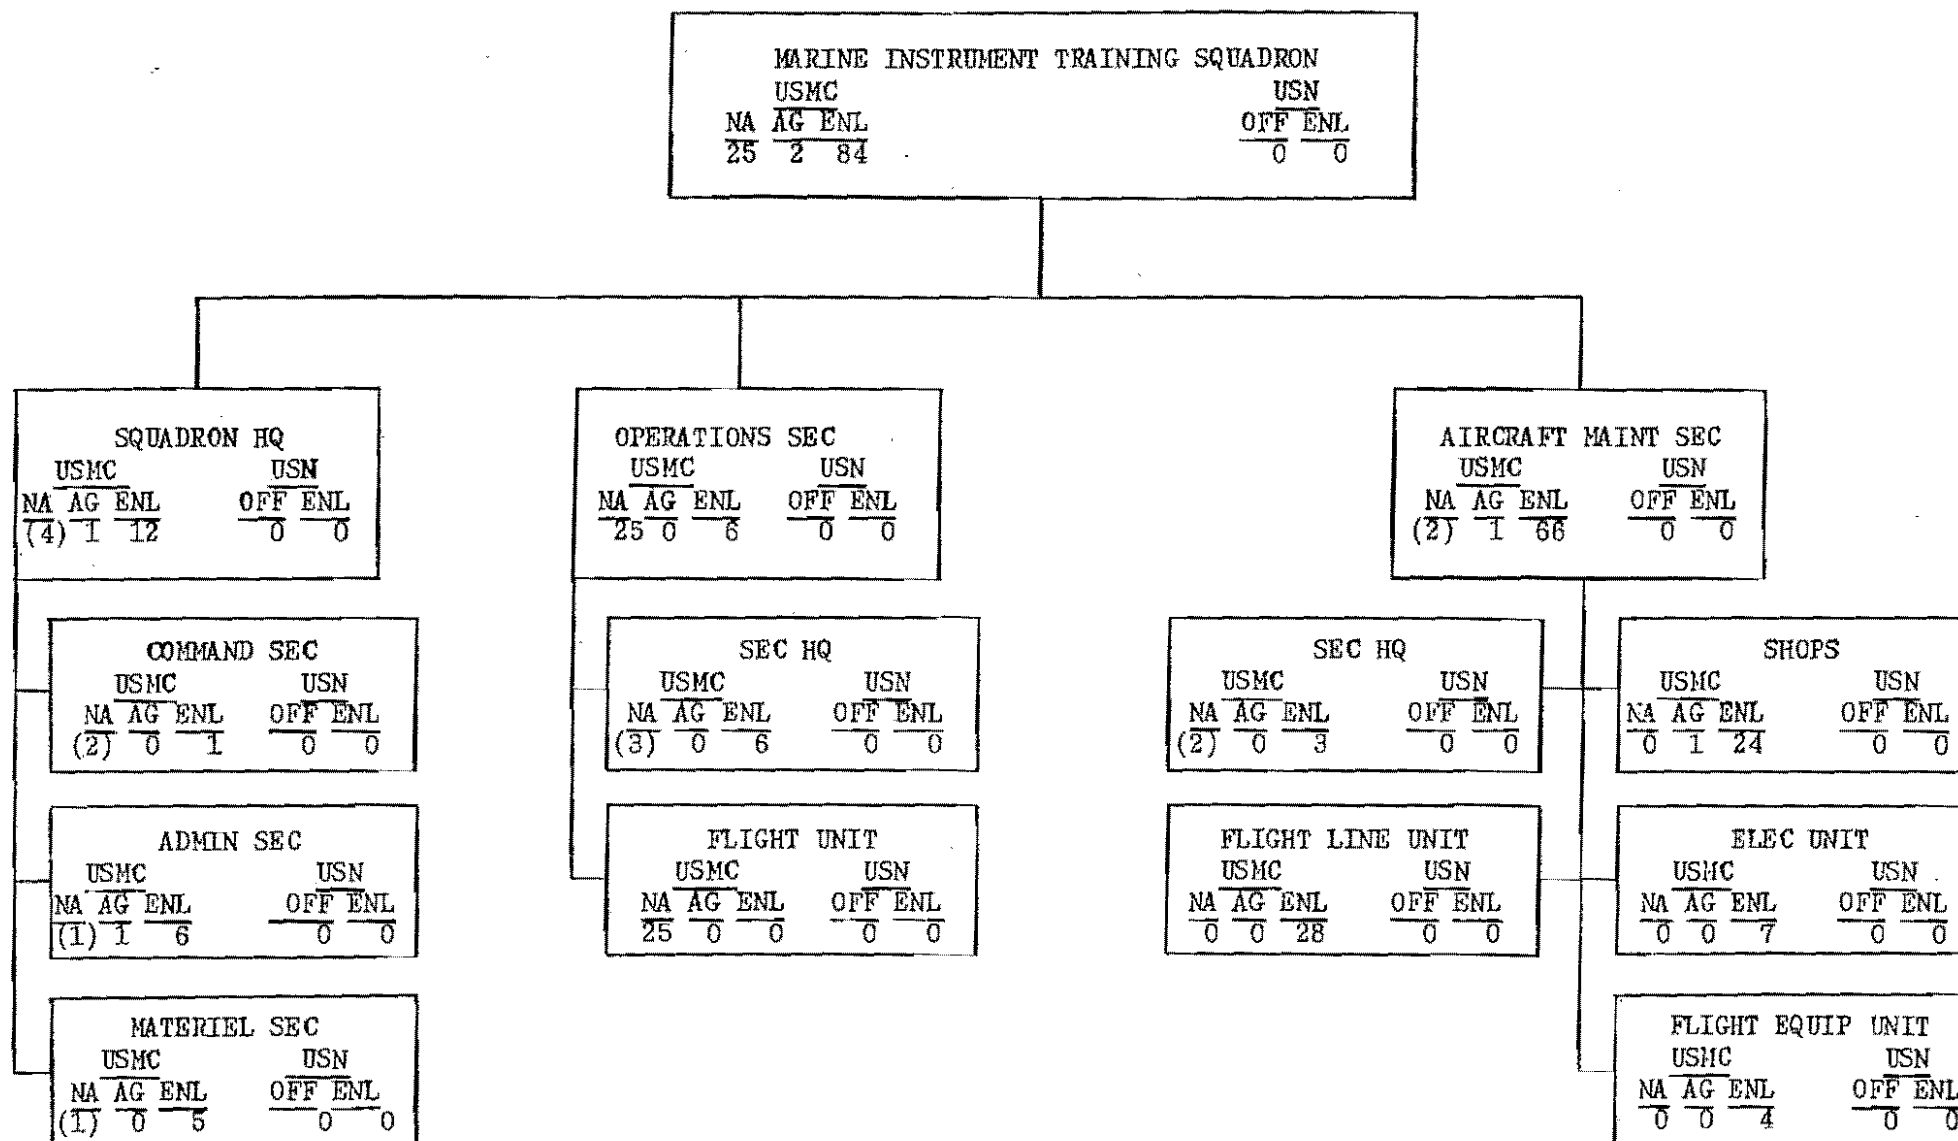 MARINE INSTRUMENT TRAINING SQUADRON
USMC USN
NA AG ENL OFF ENL
25 2 84 0 0
SQUADRON HQ
USMC USN
NA AG ENL OFF ENL
(4) 1 12 0 0
COMMAND SEC
USMC USN
NA AG ENL OFF ENL
(2) 0 1 0 0
ADMIN SEC
USMC USN
NA AG ENL OFF ENL
(1) 1 6 0 0
MATERIEL SEC
USMC USN
NA AG ENL OFF ENL
(1) 0 5 0 0
OPERATIONS SEC
USMC USN
NA AG ENL OFF ENL
25 0 6 0 0
SEC HQ
USMC USN
NA AG ENL OFF ENL
(3) 0 6 0 0
FLIGHT UNIT
USMC USN
NA AG ENL OFF ENL
25 0 0 0 0
AIRCRAFT MAINT SEC
USMC USN
NA AG ENL OFF ENL
(2) 1 66 0 0
SEC HQ
USMC USN
NA AG ENL OFF ENL
(2) 0 3 0 0
SHOPS
USMC USN
NA AG ENL OFF ENL
0 1 24 0 0
FLIGHT LINE UNIT
USMC USN
NA AG ENL OFF ENL
0 0 28 0 0
ELEC UNIT
USMC USN
NA AG ENL OFF ENL
0 0 7 0 0
FLIGHT EQUIP UNIT
USMC USN
NA AG ENL OFF ENL
0 0 4 0 0